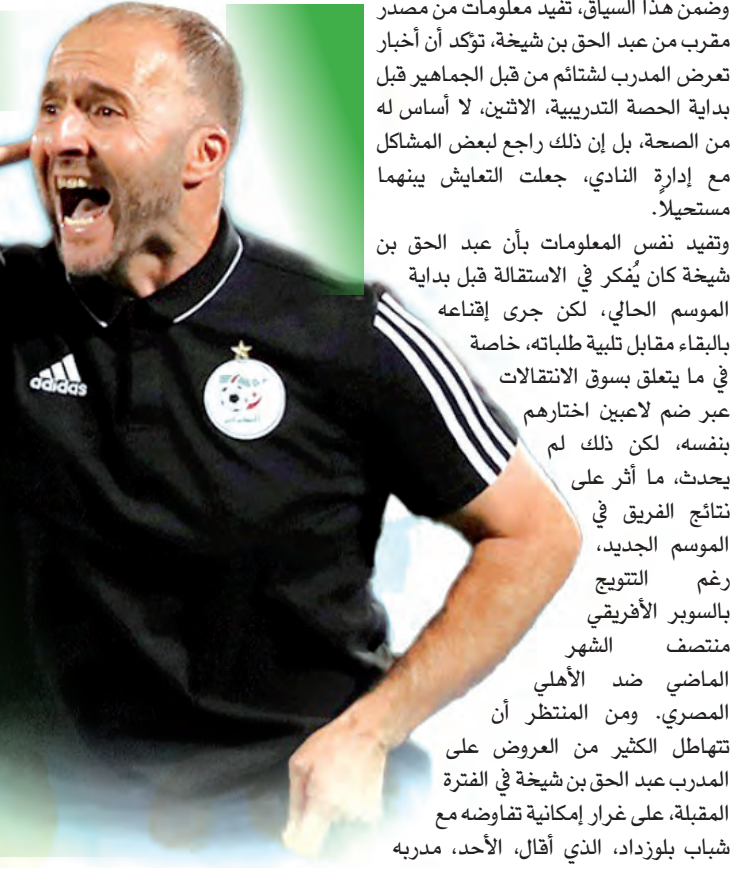 وضمن هذا السياق، تفيد معلومات من مصدر
مقرب من عبد الحق بن شيخة، تؤكد أن أخبار
تعرض المدرب لشتائم من قبل الجماهير قبل
بداية الحصة التدريبية، الاثنين، لا أساس له
من الصحة، بل إن ذلك راجع لبعض المشاكل
مع إدارة النادي، جعلت التعايش بينهما
مستحيلاً.
وتفيد نفس المعلومات بأن عبد الحق بن
شيخة كان يُفكر في الاستقالة قبل بداية
الموسم الحالي، لكن جرى إقناعه
بالبقاء مقابل تلبية طلباته، خاصة
في ما يتعلق بسوق الانتقالات
عبر ضم لاعبين اختارهم
بنفسه، لكن ذلك لم
يحدث، ما أثر على
نتائج الفريق في
الموسم الجديد،
رغم التتويج
بالسوبر الأفريقي
منتصف الشهر
الماضي ضد الأهلي
المصري. ومن المنتظر أن
تتهاطل الكثير من العروض على
المدرب عبد الحق بن شيخة في الفترة
المقبلة، على غرار إمكانية تفاوضه مع
شباب بلوزداد، الذي أقال، الأحد، مدربه
adidas